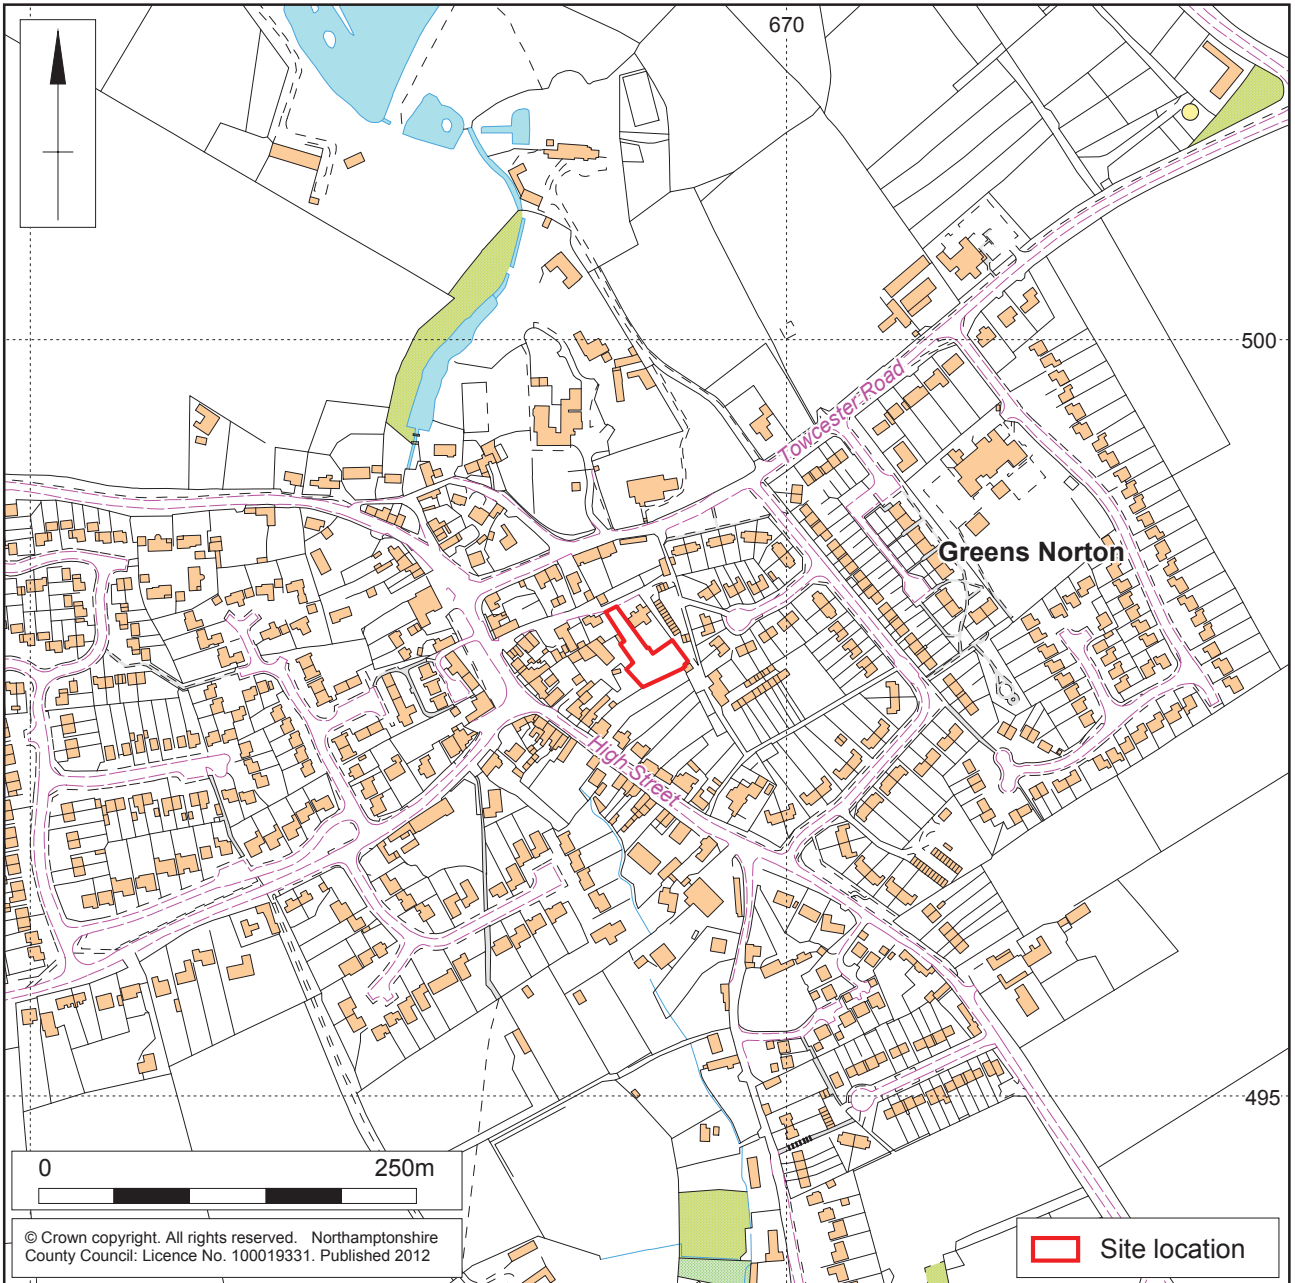 670
500
Towcester Road
Greens Norton
High Street
495
0 250m
© Crown copyright. All rights reserved. Northamptonshire
County Council: Licence No. 100019331. Published 2012
Site location